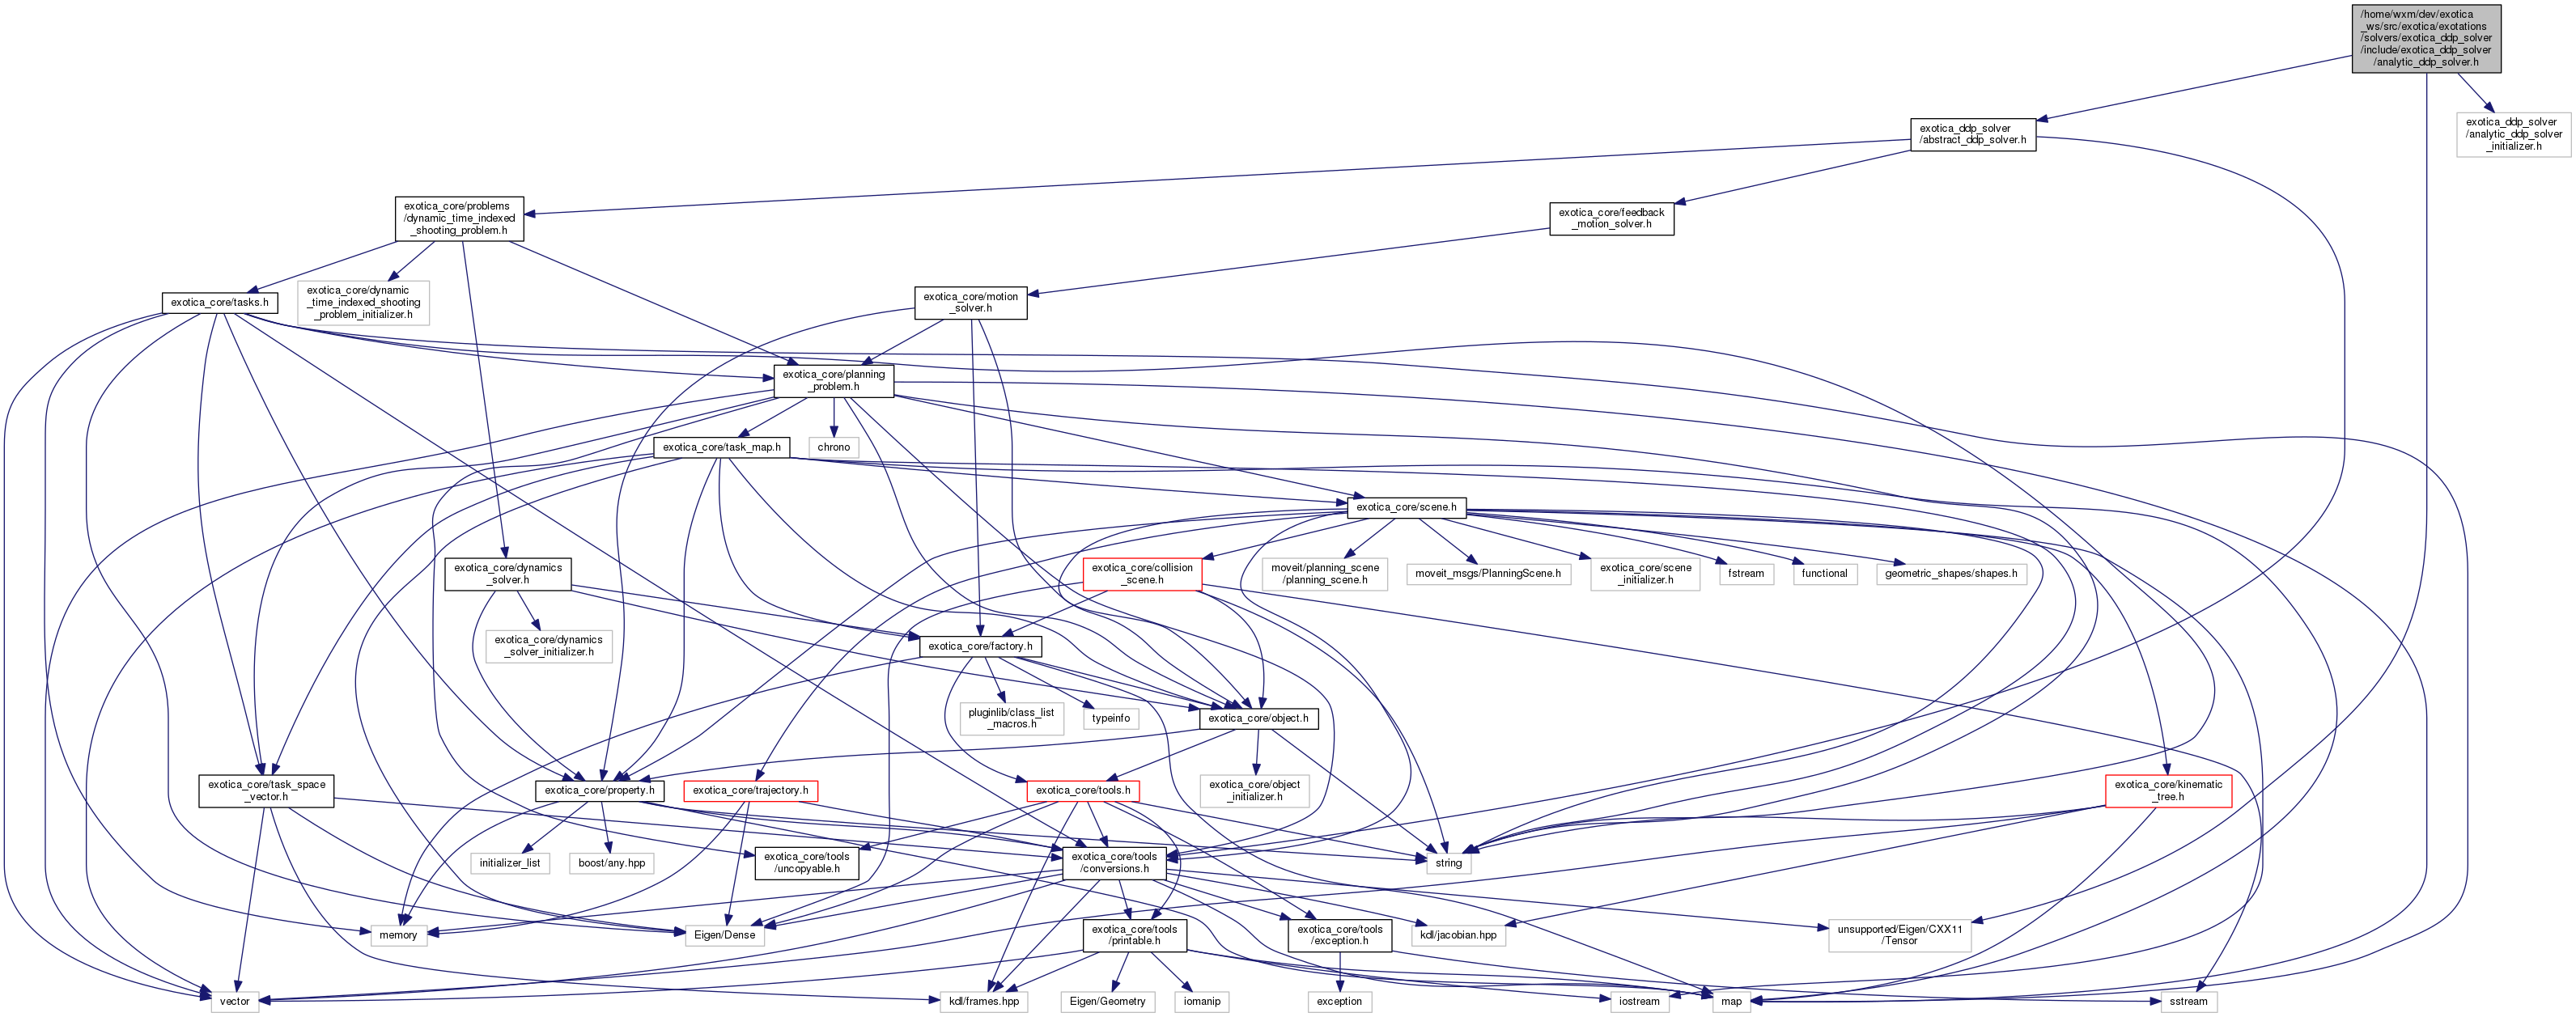 /home/wxm/dev/exotica
_ws/src/exotica/exotations
/solvers/exotica_ddp_solver
/include/exotica_ddp_solver
/analytic_ddp_solver.h
exotica_ddp_solver
/abstract_ddp_solver.h
exotica_ddp_solver
/analytic_ddp_solver
_initializer.h
exotica_core/problems
/dynamic_time_indexed
_shooting_problem.h
exotica_core/feedback
_motion_solver.h
exotica_core/tasks.h
exotica_core/dynamic
_time_indexed_shooting
_problem_initializer.h
exotica_core/motion
_solver.h
exotica_core/planning
_problem.h
exotica_core/task_map.h
chrono
exotica_core/scene.h
exotica_core/dynamics
_solver.h
exotica_core/collision
_scene.h
moveit/planning_scene
/planning_scene.h
moveit_msgs/PlanningScene.h
exotica_core/scene
_initializer.h
fstream
functional
geometric_shapes/shapes.h
exotica_core/dynamics
_solver_initializer.h
exotica_core/factory.h
pluginlib/class_list
_macros.h
typeinfo
exotica_core/object.h
exotica_core/task_space
_vector.h
exotica_core/property.h
exotica_core/trajectory.h
exotica_core/tools.h
exotica_core/object
_initializer.h
exotica_core/kinematic
_tree.h
initializer_list
boost/any.hpp
exotica_core/tools
/uncopyable.h
exotica_core/tools
/conversions.h
string
memory
Eigen/Dense
exotica_core/tools
/printable.h
exotica_core/tools
/exception.h
kdl/jacobian.hpp
unsupported/Eigen/CXX11
/Tensor
vector
kdl/frames.hpp
Eigen/Geometry
iomanip
exception
iostream
map
sstream